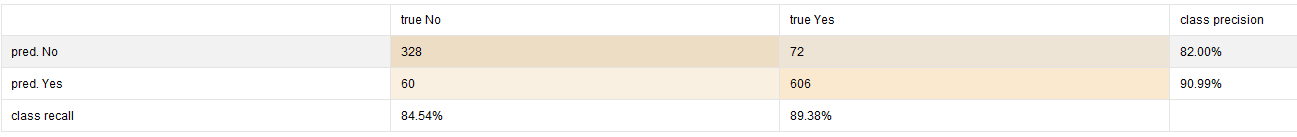 true No true Yes class precision
pred. No 328 72 82.00%
pred. Yes 60 606 90.99%
class recall 84.54% 89.38%